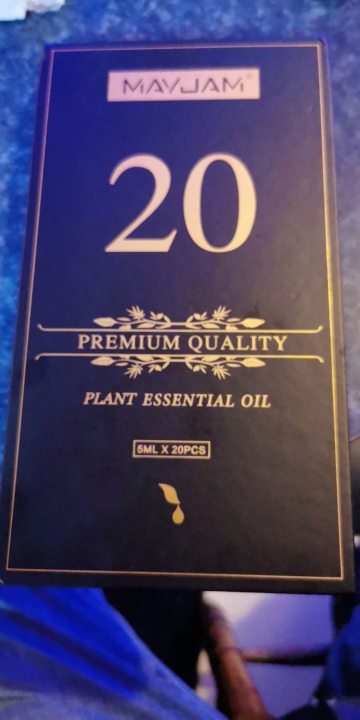 MAYJAM®
20
PREMIUM QUALITY
PLANT ESSENTIAL OIL
5ML X 20PCS